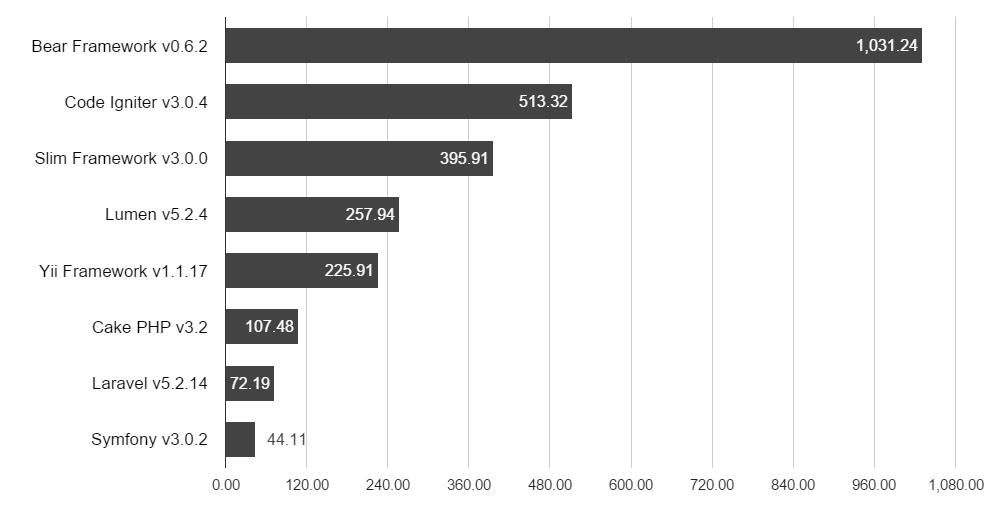 Bear Framework v0.6.2 1,031.24
Code Igniter v3.0.4 513.32
Slim Framework v3.0.0 395.91
Lumen v5.2.4 257.94
Yii Framework v1.1.17 225.91
Cake PHP v3.2 107.48
Laravel v5.2.14 72.19
Symfony v3.0.2 44.11
0.00 120.00 240.00 360.00 480.00 600.00 720.00 840.00 960.00 1,080.00